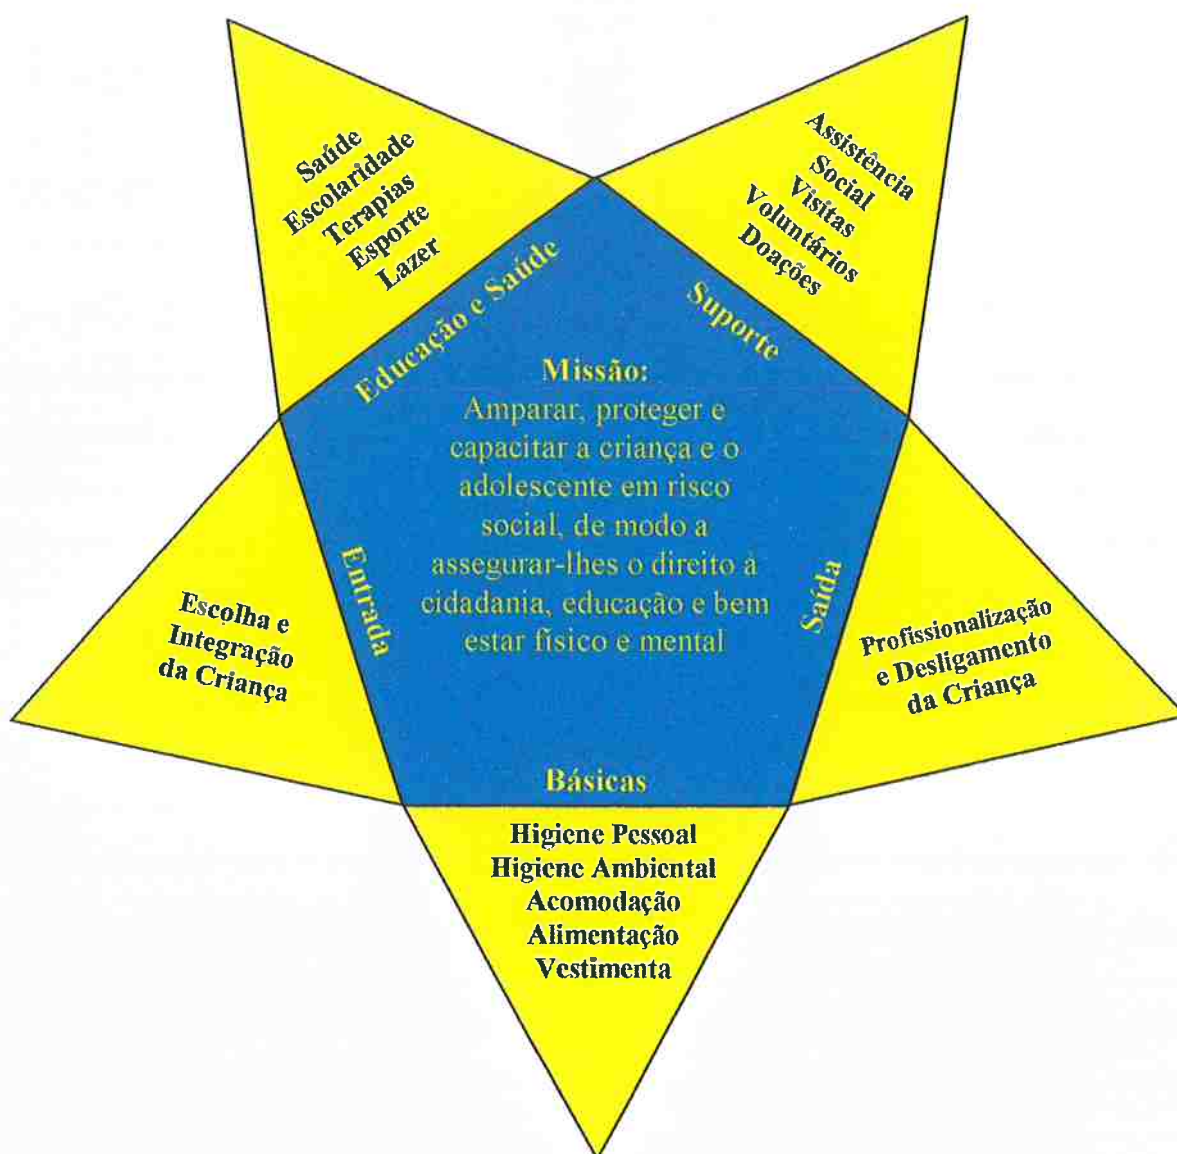 Saúde
Escolaridade
Terapias
Esporte
Lazer
Assistência
Social
Visitas
Voluntários
Doações
Educação e Saúde
Suporte
Missão:
Amparar, proteger e
capacitar a criança e o
adolescente em risco
social, de modo a
assegurar-lhes o direito à
cidadania, educação e bem
estar físico e mental
Entrada
Saída
Escolha e
Integração
da Criança
Profissionalização
e Desligamento
da Criança
Básicas
Higiene Pessoal
Higiene Ambiental
Acomodação
Alimentação
Vestimenta